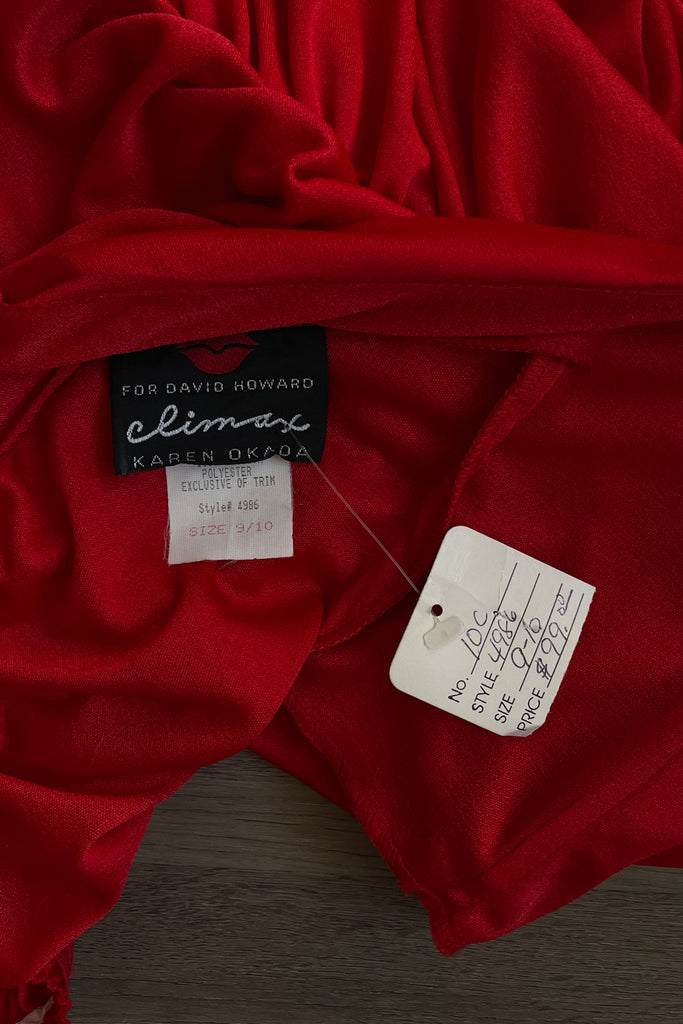 FOR DAVID HOWARD
climax
KAREN OKADA
POLYESTER
EXCLUSIVE OF TRIM
Style# 4986
SIZE 9/10
No. 10C
STYLE 4986
SIZE 9-10
PRICE $99.00